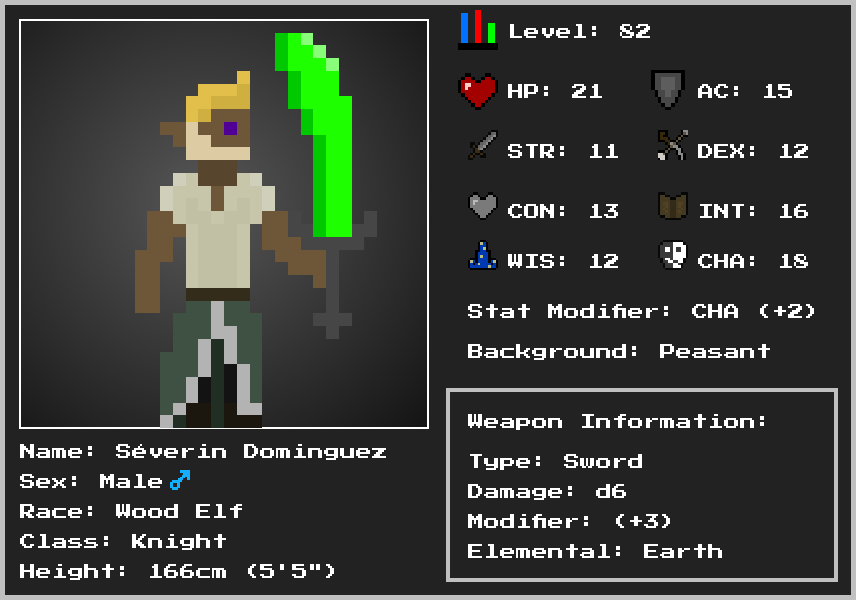 Level: 82
HP: 21
AC: 15
STR: 11
DEX: 12
CON: 13
INT: 16
WIS: 12
CHA: 18
Stat Modifier: CHA (+2)
Background: Peasant
Weapon Information:
Type: Sword
Damage: d6
Modifier: (+3)
Elemental: Earth
Name: Séverin Dominguez
Sex: Male ♂
Race: Wood Elf
Class: Knight
Height: 166cm (5'5")